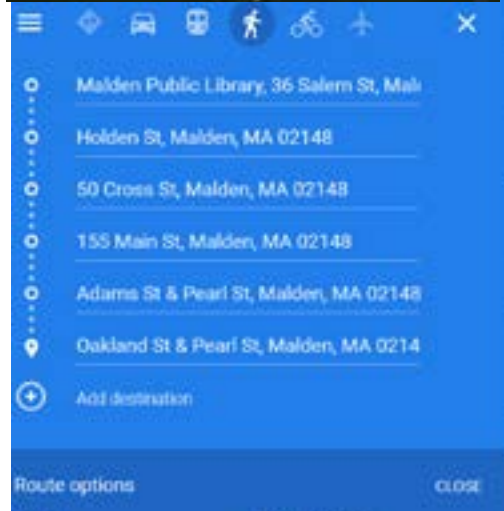 Malden Public Library, 36 Salem St, Mal
Holden St, Malden, MA 02148
50 Cross St, Malden, MA 02148
155 Main St, Malden, MA 02148
Adams St & Pearl St, Malden, MA 02148
Oakland St & Pearl St, Malden, MA 0214
Add destination
Route options
CLOSE